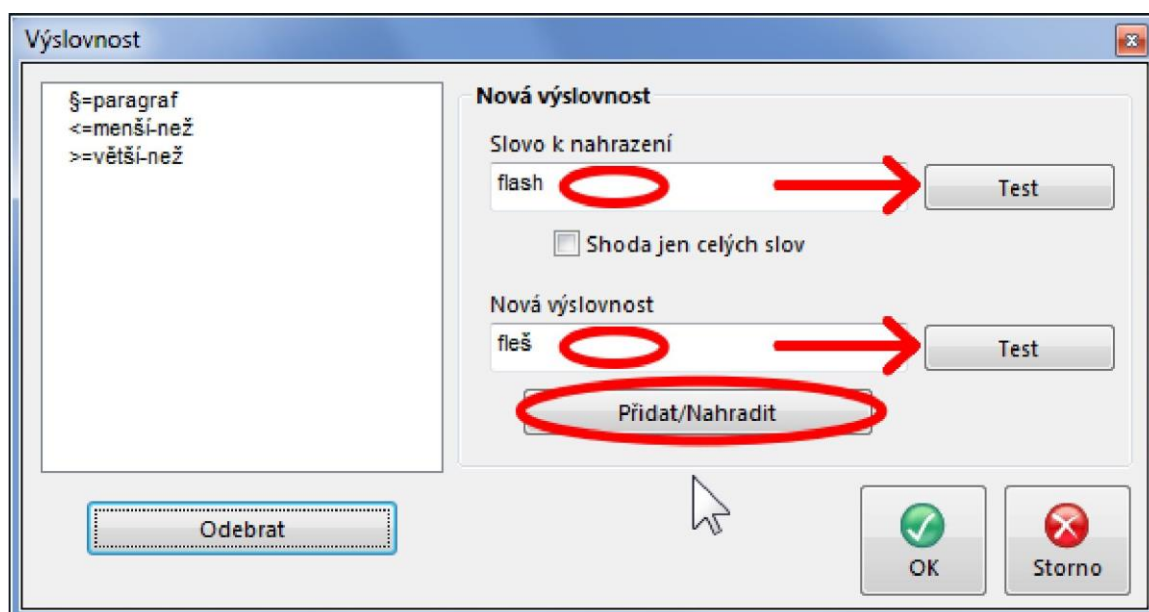 Výslovnost
§=paragraf
<=menší-než
>=větší-než
Odebrat
Nová výslovnost
Slovo k nahrazení
flash
Test
Shoda jen celých slov
Nová výslovnost
fleš
Test
Přidat/Nahradit
OK
Storno